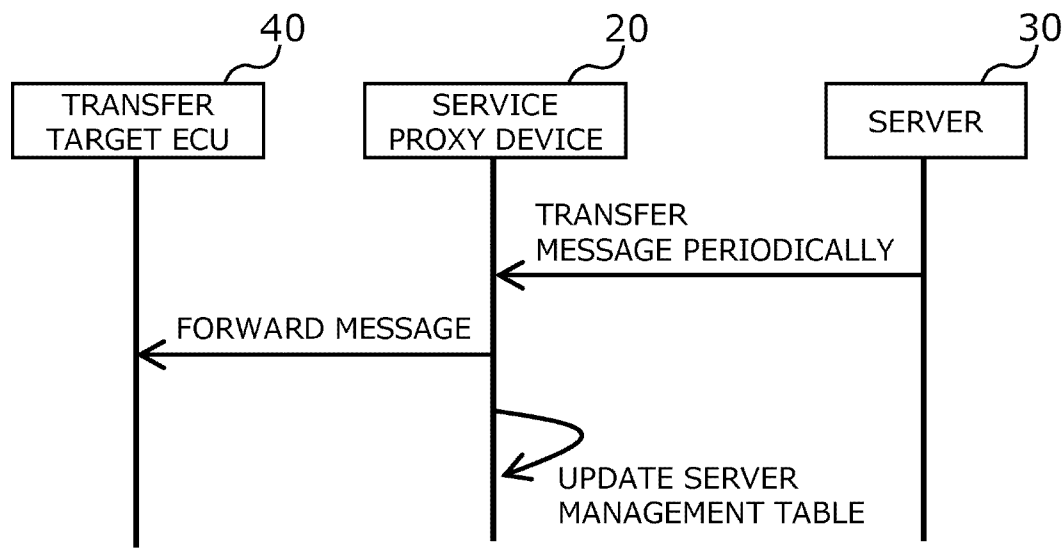 40
20
30
TRANSFER
TARGET ECU
SERVICE
PROXY DEVICE
SERVER
TRANSFER
MESSAGE PERIODICALLY
FORWARD MESSAGE
UPDATE SERVER
MANAGEMENT TABLE